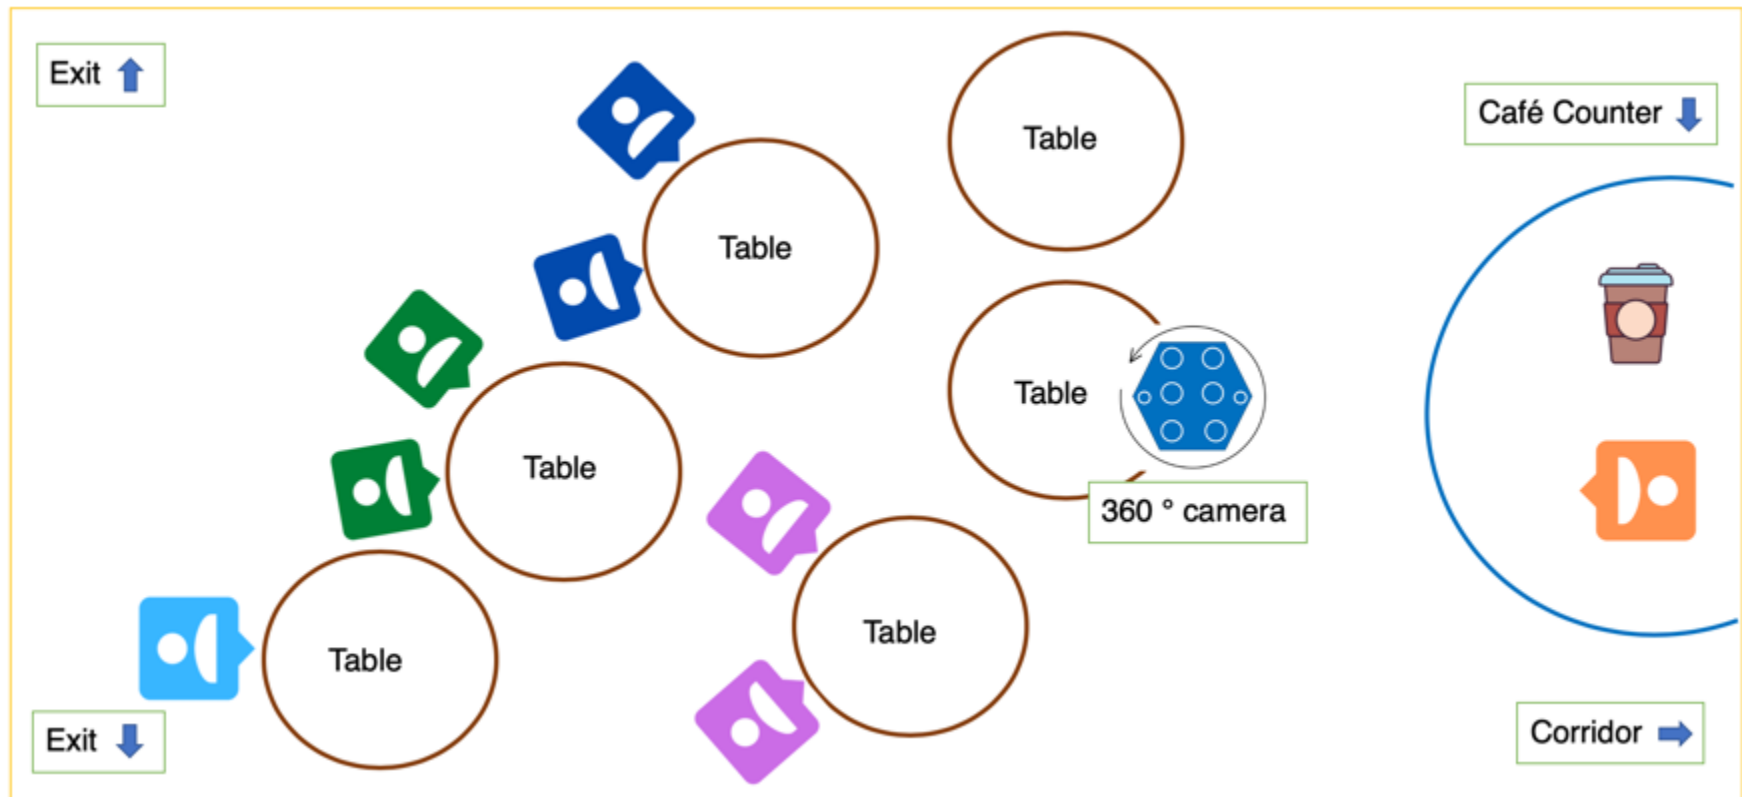 Exit
Table
Café Counter
Table
Table
Table
360 ° camera
Table
Table
Exit
Corridor